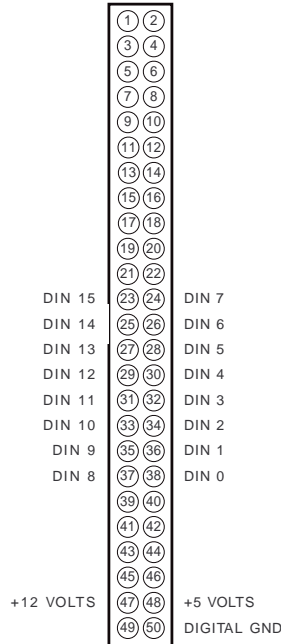 1 2
3 4
5 6
7 8
9 10
11 12
13 14
15 16
17 18
19 20
21 22
DIN 15 23 24 DIN 7
DIN 14 25 26 DIN 6
DIN 13 27 28 DIN 5
DIN 12 29 30 DIN 4
DIN 11 31 32 DIN 3
DIN 10 33 34 DIN 2
DIN 9 35 36 DIN 1
DIN 8 37 38 DIN 0
39 40
41 42
43 44
45 46
+12 VOLTS 47 48 +5 VOLTS
49 50 DIGITAL GND